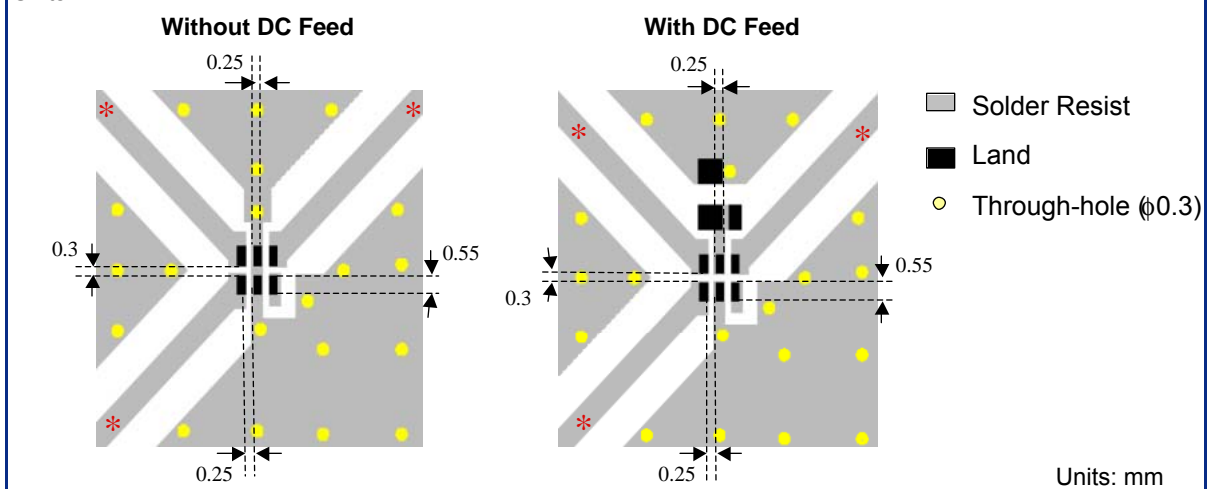 Without DC Feed
With DC Feed
0.25
0.25
* *
* *
Solder Resist
Land
Through-hole (ϕ0.3)
0.3
0.55
0.3
0.55
*
*
0.25
0.25
Units: mm